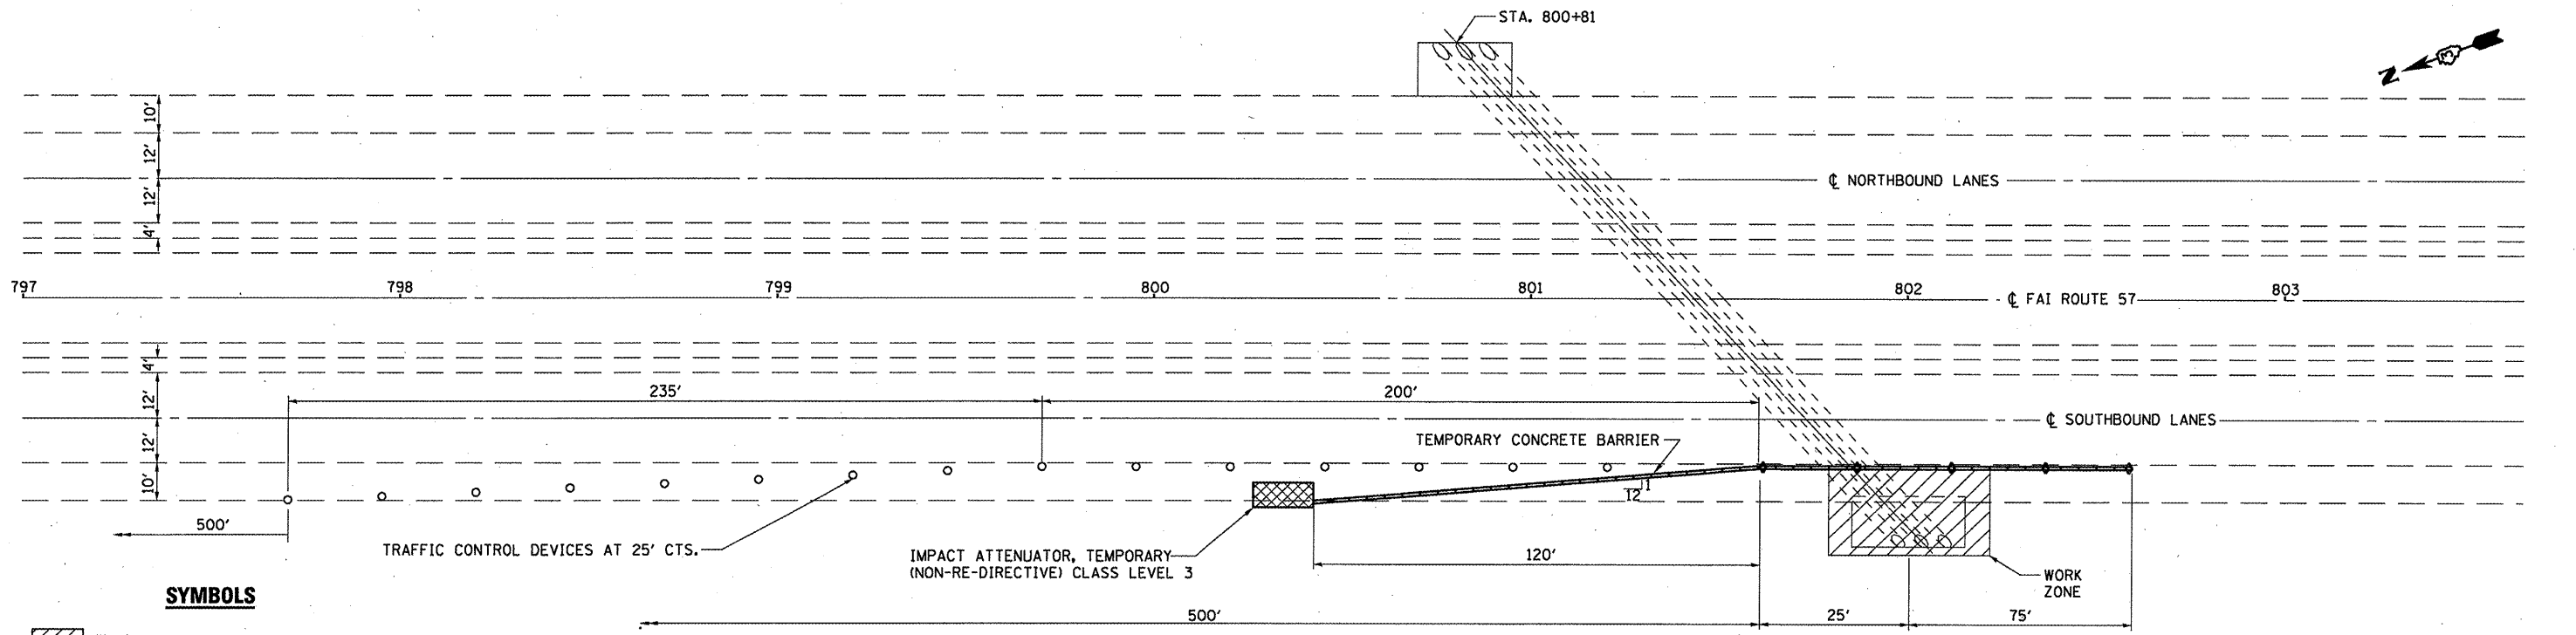 STA. 800+81
N
3
10'
12'
12'
4'
℄ NORTHBOUND LANES
797
798
799
800
801
802
803
℄ FAI ROUTE 57
4'
12'
12'
10'
235'
200'
℄ SOUTHBOUND LANES
TEMPORARY CONCRETE BARRIER
1
12
500'
TRAFFIC CONTROL DEVICES AT 25' CTS.
IMPACT ATTENUATOR, TEMPORARY
(NON-RE-DIRECTIVE) CLASS LEVEL 3
120'
WORK
ZONE
SYMBOLS
500'
25'
75'